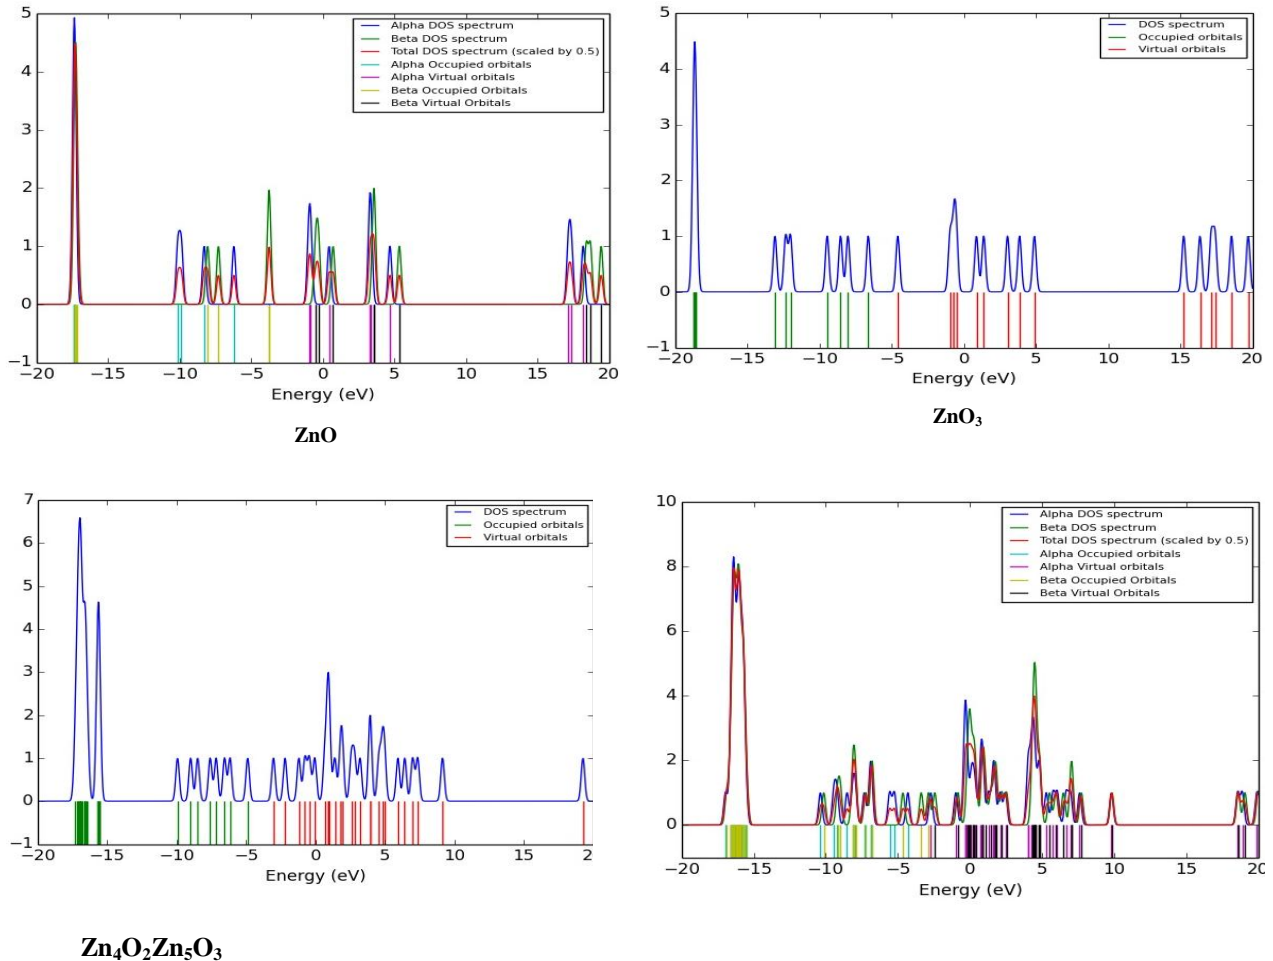 5
4
3
2
1
0
−1
−20 −15 −10 −5 0 5 10 15 20
Energy (eV)
Alpha DOS spectrum
Beta DOS spectrum
Total DOS spectrum (scaled by 0.5)
Alpha Occupied orbitals
Alpha Virtual orbitals
Beta Occupied Orbitals
Beta Virtual Orbitals
ZnO
5
4
3
2
1
0
−1
−20 −15 −10 −5 0 5 10 15 20
Energy (eV)
DOS spectrum
Occupied orbitals
Virtual orbitals
ZnO₃
7
6
5
4
3
2
1
0
−1
−20 −15 −10 −5 0 5 10 15 2
Energy (eV)
DOS spectrum
Occupied orbitals
Virtual orbitals
10
8
6
4
2
0
−20 −15 −10 −5 0 5 10 15 20
Energy (eV)
Alpha DOS spectrum
Beta DOS spectrum
Total DOS spectrum (scaled by 0.5)
Alpha Occupied orbitals
Alpha Virtual orbitals
Beta Occupied Orbitals
Beta Virtual Orbitals
Zn₄O₂Zn₅O₃